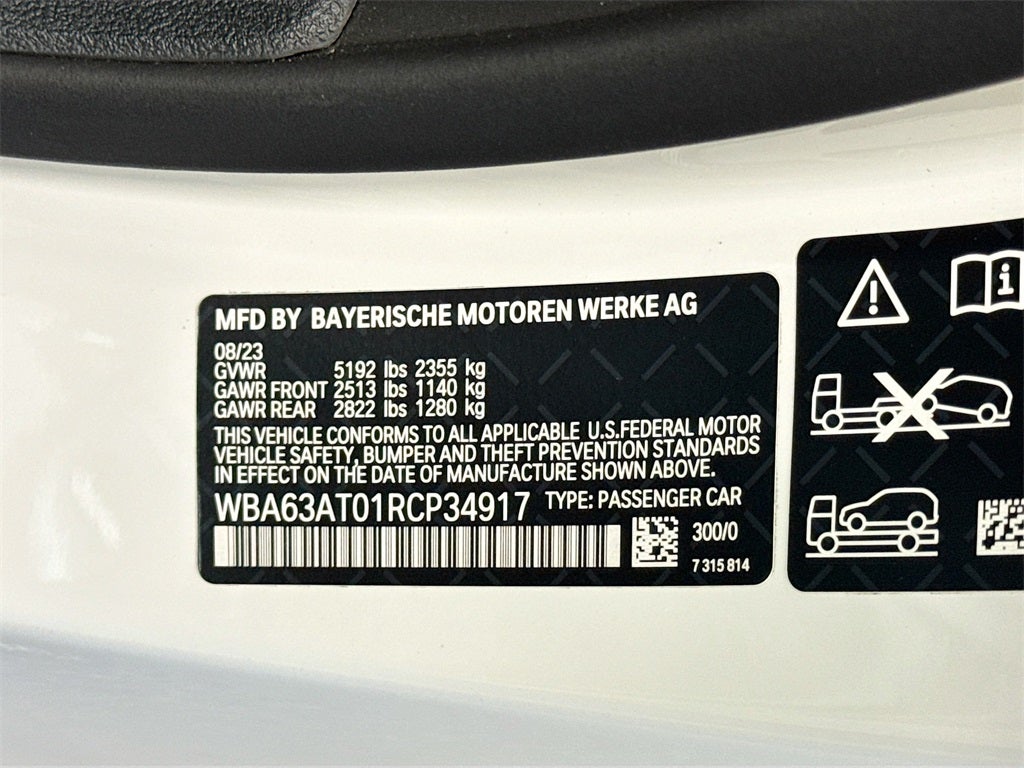 MFD BY BAYERISCHE MOTOREN WERKE AG
08/23
GVWR 5192 lbs 2355 kg
GAWR FRONT 2513 lbs 1140 kg
GAWR REAR 2822 lbs 1280 kg
THIS VEHICLE CONFORMS TO ALL APPLICABLE U.S.FEDERAL MOTOR
VEHICLE SAFETY, BUMPER AND THEFT PREVENTION STANDARDS
IN EFFECT ON THE DATE OF MANUFACTURE SHOWN ABOVE.
WBA63AT01RCP34917 TYPE: PASSENGER CAR
300/0
7 315 814